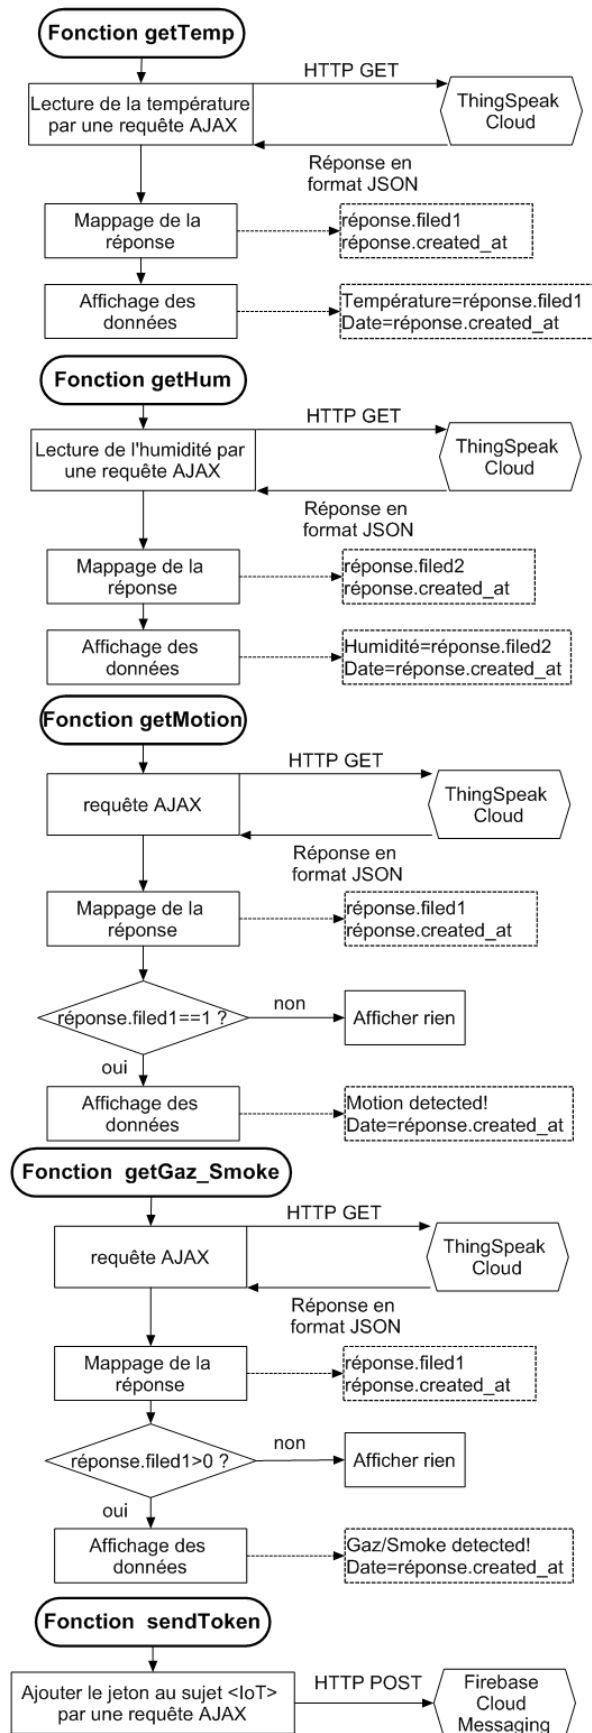 Fonction getTemp
HTTP GET
Lecture de la température
par une requête AJAX
ThingSpeak
Cloud
Réponse en
format JSON
Mappage de la
réponse
réponse.filed1
réponse.created_at
Affichage des
données
Température=réponse.filed1
Date=réponse.created_at
Fonction getHum
HTTP GET
Lecture de l'humidité par
une requête AJAX
ThingSpeak
Cloud
Réponse en
format JSON
Mappage de la
réponse
réponse.filed2
réponse.created_at
Affichage des
données
Humidité=réponse.filed2
Date=réponse.created_at
Fonction getMotion
HTTP GET
requête AJAX
ThingSpeak
Cloud
Réponse en
format JSON
Mappage de la
réponse
réponse.filed1
réponse.created_at
réponse.filed1==1 ?
non
Afficher rien
oui
Affichage des
données
Motion detected!
Date=réponse.created_at
Fonction getGaz_Smoke
HTTP GET
requête AJAX
ThingSpeak
Cloud
Réponse en
format JSON
Mappage de la
réponse
réponse.filed1
réponse.created_at
réponse.filed1>0 ?
non
Afficher rien
oui
Affichage des
données
Gaz/Smoke detected!
Date=réponse.created_at
Fonction sendToken
Ajouter le jeton au sujet <IoT>
par une requête AJAX
HTTP POST
Firebase
Cloud
Messaging